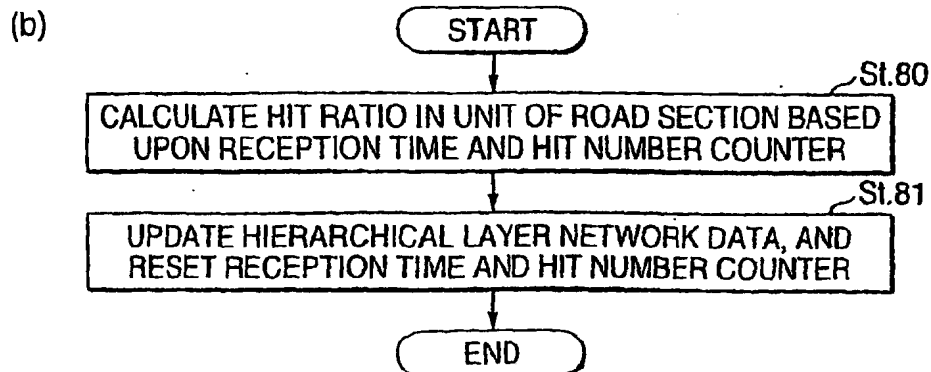 (b)
START
St.80
CALCULATE HIT RATIO IN UNIT OF ROAD SECTION BASED
UPON RECEPTION TIME AND HIT NUMBER COUNTER
St.81
UPDATE HIERARCHICAL LAYER NETWORK DATA, AND
RESET RECEPTION TIME AND HIT NUMBER COUNTER
END